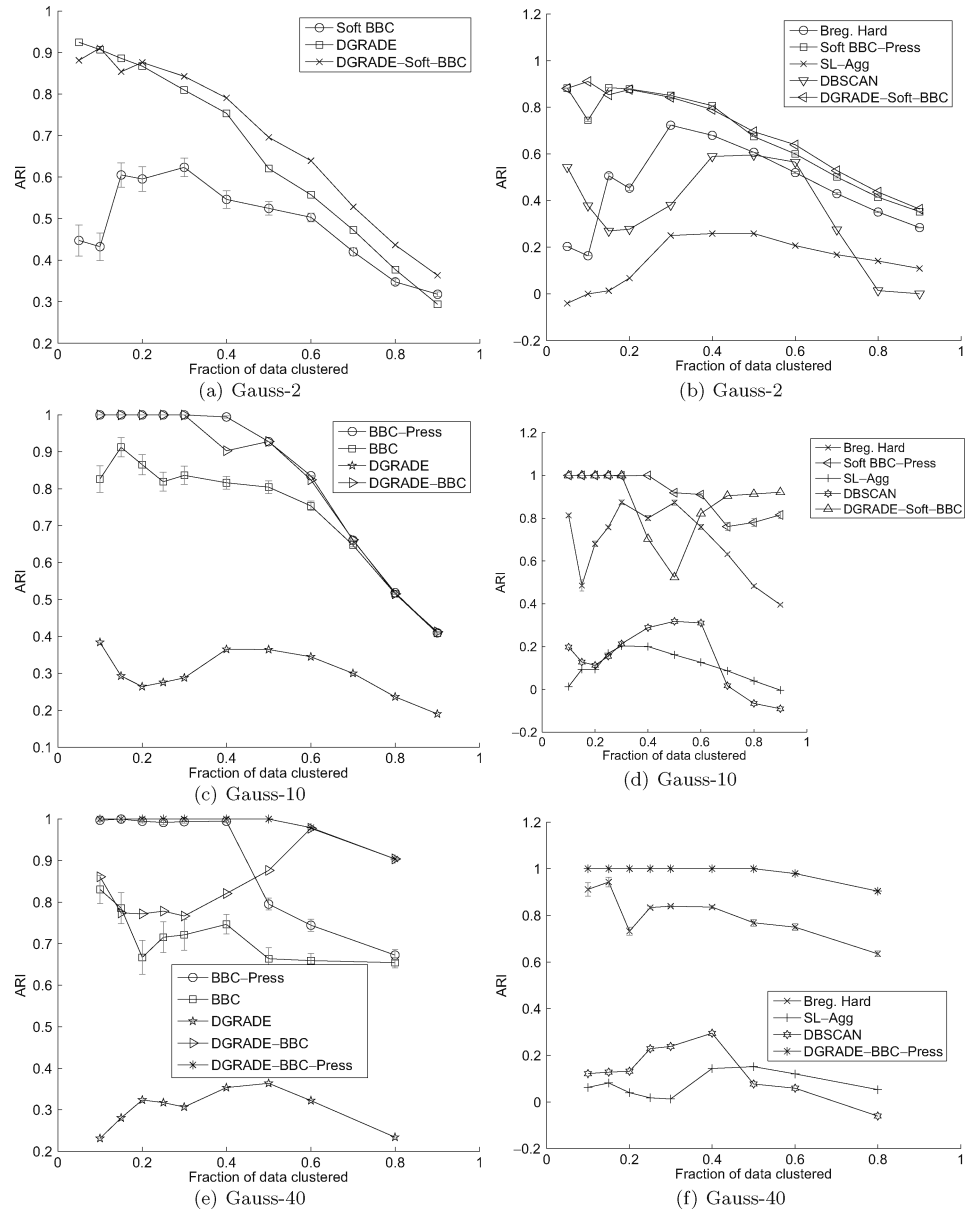 Soft BBC
DGRADE
DGRADE–Soft–BBC
1
0.9
0.8
0.7
0.6
0.5
0.4
0.3
0.2
ARI
0 0.2 0.4 0.6 0.8 1
Fraction of data clustered
(a) Gauss-2
Breg. Hard
Soft BBC–Press
SL–Agg
DBSCAN
DGRADE–Soft–BBC
1.2
1
0.8
0.6
0.4
0.2
0
−0.2
ARI
0 0.2 0.4 0.6 0.8 1
Fraction of data clustered
(b) Gauss-2
BBC–Press
BBC
DGRADE
DGRADE–BBC
1
0.9
0.8
0.7
0.6
0.5
0.4
0.3
0.2
0.1
ARI
0 0.2 0.4 0.6 0.8 1
Fraction of data clustered
(c) Gauss-10
Breg. Hard
Soft BBC–Press
SL–Agg
DBSCAN
DGRADE–Soft–BBC
1.2
1
0.8
0.6
0.4
0.2
0
−0.2
ARI
0 0.2 0.4 0.6 0.8 1
Fraction of data clustered
(d) Gauss-10
1
0.9
0.8
0.7
0.6
0.5
0.4
0.3
0.2
ARI
BBC–Press
BBC
DGRADE
DGRADE–BBC
DGRADE–BBC–Press
0 0.2 0.4 0.6 0.8 1
Fraction of data clustered
(e) Gauss-40
1.2
1
0.8
0.6
0.4
0.2
0
−0.2
ARI
Breg. Hard
SL–Agg
DBSCAN
DGRADE–BBC–Press
0 0.2 0.4 0.6 0.8 1
Fraction of data clustered
(f) Gauss-40